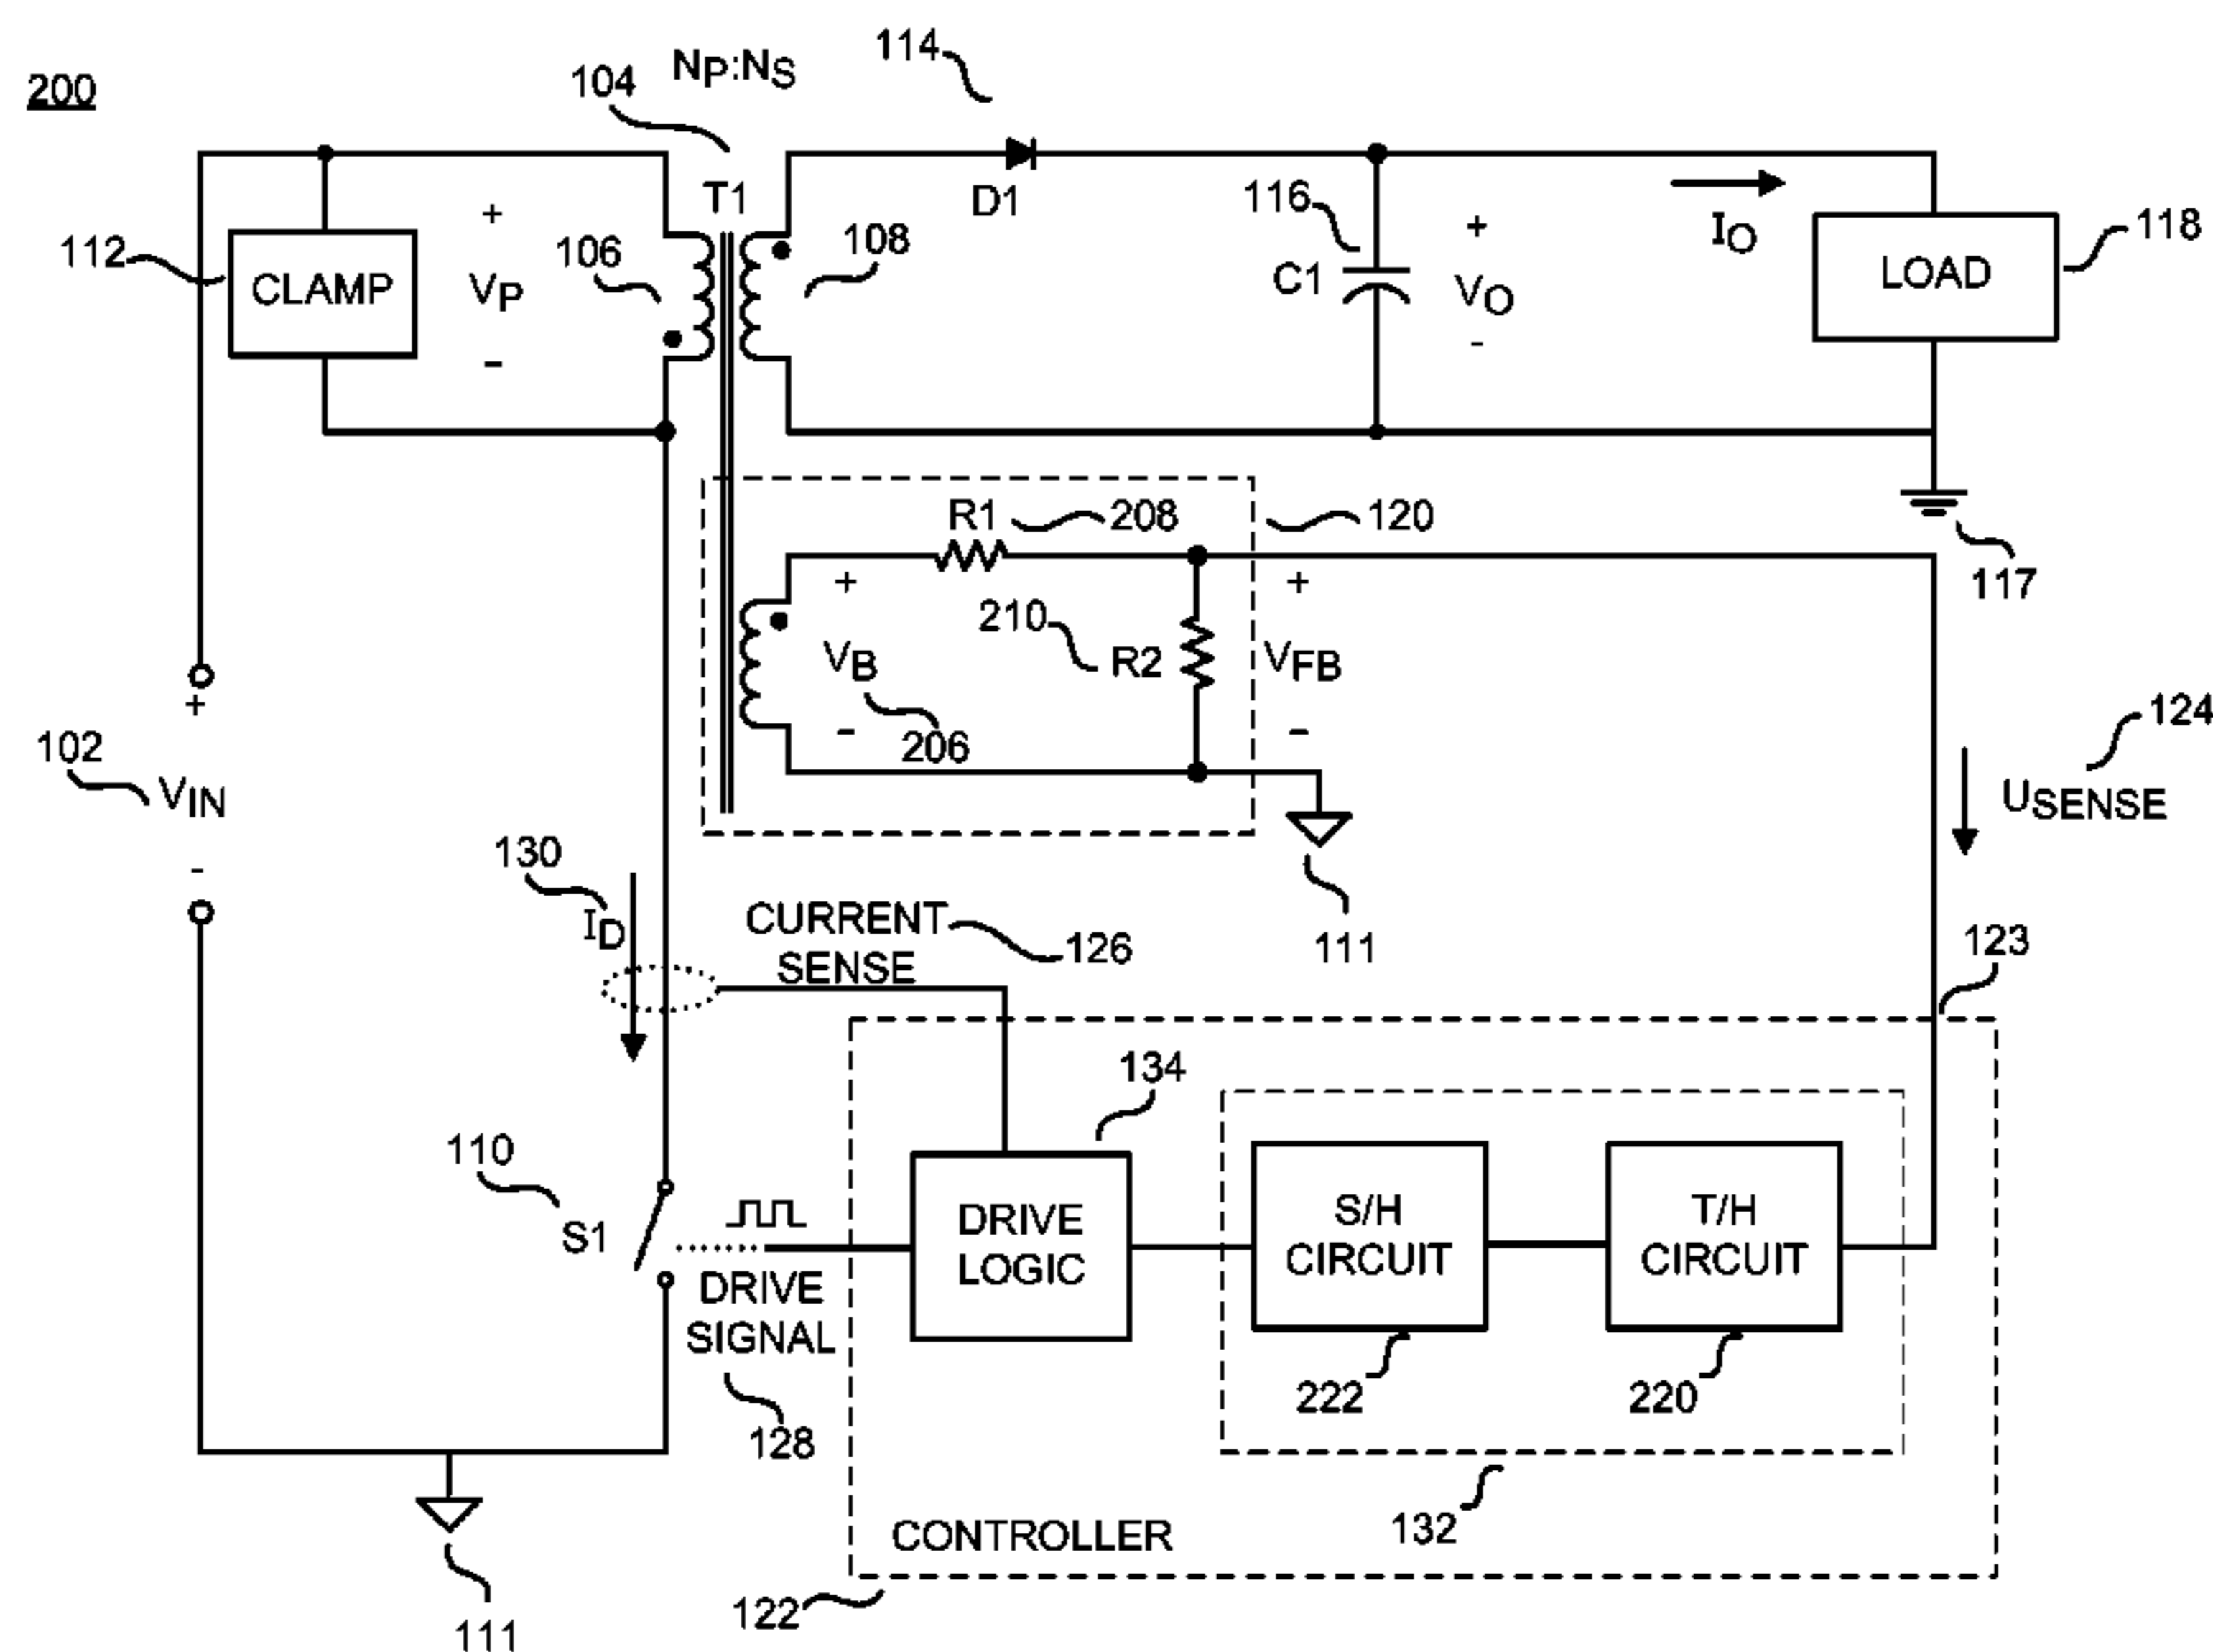 200
114
NP:NS
104
T1
D1
116
C1
+
VO
-
IO
LOAD
118
112
CLAMP
+
VP
-
106
108
R1
208
120
117
+
VB
-
206
210
R2
+
VFB
-
111
124
USENSE
123
102
+
VIN
-
130
ID
CURRENT
SENSE
126
134
110
S1
DRIVE
SIGNAL
128
DRIVE
LOGIC
S/H
CIRCUIT
222
T/H
CIRCUIT
220
132
CONTROLLER
122
111